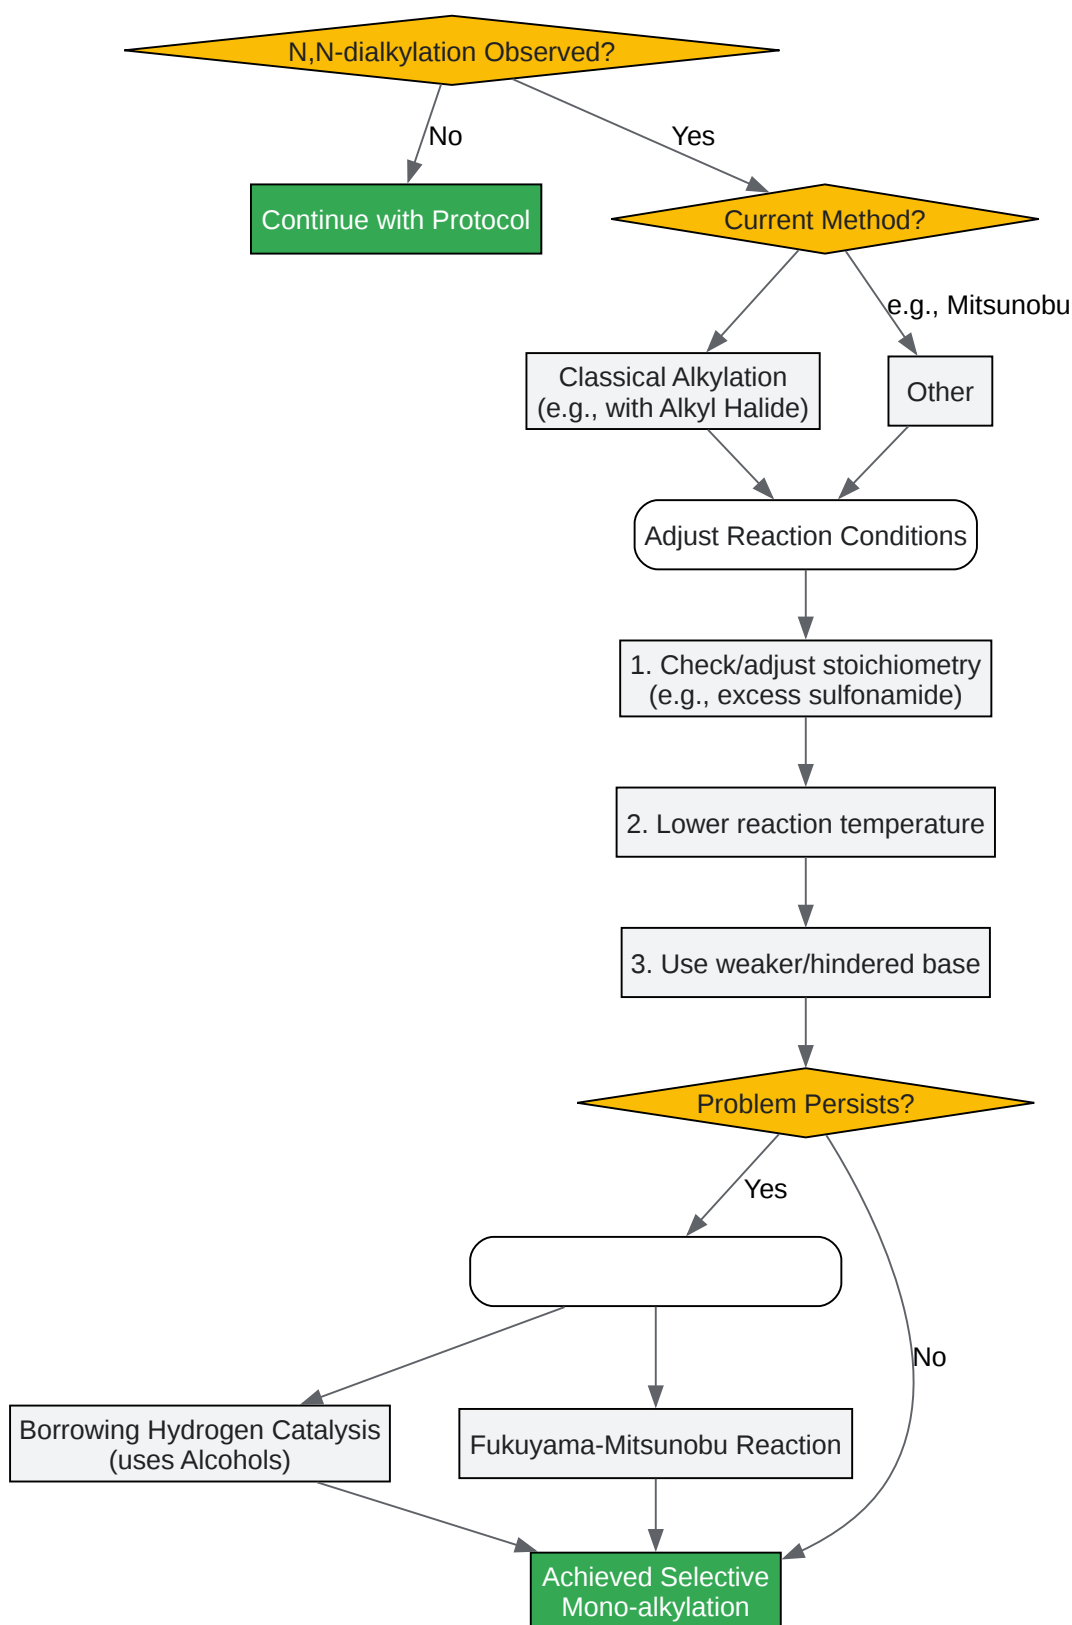 N,N-dialkylation Observed?
No
Yes
Continue with Protocol
Current Method?
e.g., Mitsunobu
Classical Alkylation
(e.g., with Alkyl Halide)
Other
Adjust Reaction Conditions
1. Check/adjust stoichiometry
(e.g., excess sulfonamide)
2. Lower reaction temperature
3. Use weaker/hindered base
Problem Persists?
Yes
No
Borrowing Hydrogen Catalysis
(uses Alcohols)
Fukuyama-Mitsunobu Reaction
Achieved Selective
Mono-alkylation